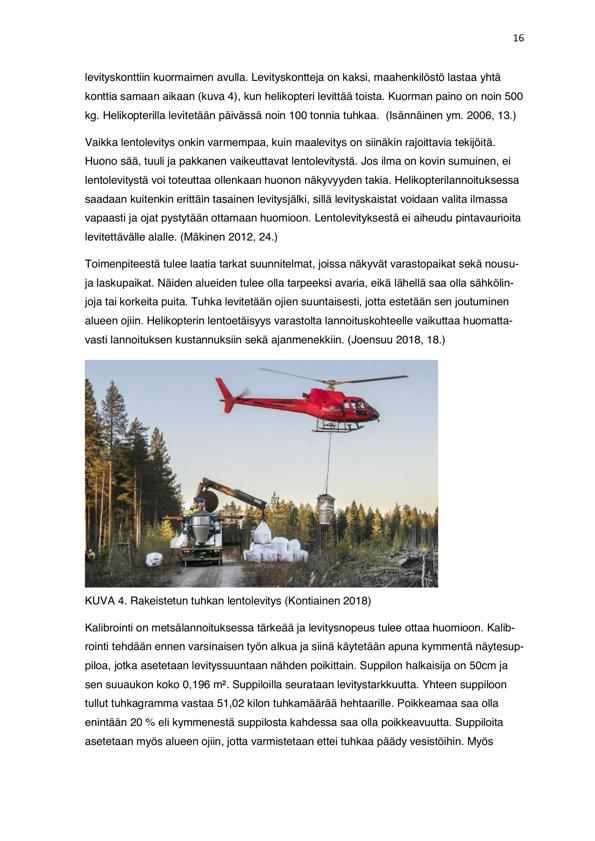 16
levityskonttiin kuormaimen avulla. Levityskontteja on kaksi, maahenkilöstö lastaa yhtä
konttia samaan aikaan (kuva 4), kun helikopteri levittää toista. Kuorman paino on noin 500
kg. Helikopterilla levitetään päivässä noin 100 tonnia tuhkaa.  (Isännäinen ym. 2006, 13.)
Vaikka lentolevitys onkin varmempaa, kuin maalevitys on siinäkin rajoittavia tekijöitä.
Huono sää, tuuli ja pakkanen vaikeuttavat lentolevitystä. Jos ilma on kovin sumuinen, ei
lentolevitystä voi toteuttaa ollenkaan huonon näkyvyyden takia. Helikopterilannoituksessa
saadaan kuitenkin erittäin tasainen levitysjälki, sillä levityskaistat voidaan valita ilmassa
vapaasti ja ojat pystytään ottamaan huomioon. Lentolevityksestä ei aiheudu pintavaurioita
levitettävälle alalle. (Mäkinen 2012, 24.)
Toimenpiteestä tulee laatia tarkat suunnitelmat, joissa näkyvät varastopaikat sekä nousu-
ja laskupaikat. Näiden alueiden tulee olla tarpeeksi avaria, eikä lähellä saa olla sähkölin-
joja tai korkeita puita. Tuhka levitetään ojien suuntaisesti, jotta estetään sen joutuminen
alueen ojiin. Helikopterin lentoetäisyys varastolta lannoituskohteelle vaikuttaa huomatta-
vasti lannoituksen kustannuksiin sekä ajanmenekkiin. (Joensuu 2018, 18.)
KUVA 4. Rakeistetun tuhkan lentolevitys (Kontiainen 2018)
Kalibrointi on metsälannoituksessa tärkeää ja levitysnopeus tulee ottaa huomioon. Kalib-
rointi tehdään ennen varsinaisen työn alkua ja siinä käytetään apuna kymmentä näytesup-
piloa, jotka asetetaan levityssuuntaan nähden poikittain. Suppilon halkaisija on 50cm ja
sen suuaukon koko 0,196 m². Suppiloilla seurataan levitystarkkuutta. Yhteen suppiloon
tullut tuhkagramma vastaa 51,02 kilon tuhkamäärää hehtaarille. Poikkeamaa saa olla
enintään 20 % eli kymmenestä suppilosta kahdessa saa olla poikkeavuutta. Suppiloita
asetetaan myös alueen ojiin, jotta varmistetaan ettei tuhkaa päädy vesistöihin. Myös